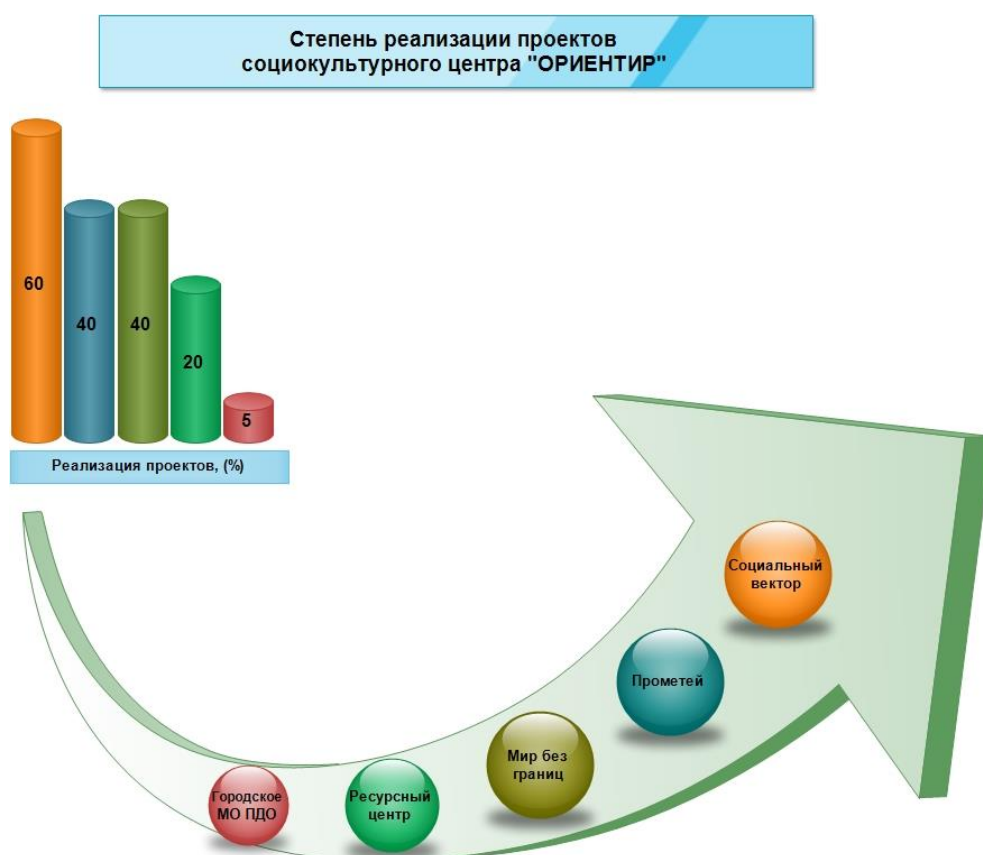 Степень реализации проектов
социокультурного центра "ОРИЕНТИР"
60
40
40
20
5
Реализация проектов, (%)
Социальный
вектор
Прометей
Мир без
границ
Ресурсный
центр
Городское
МО ПДО